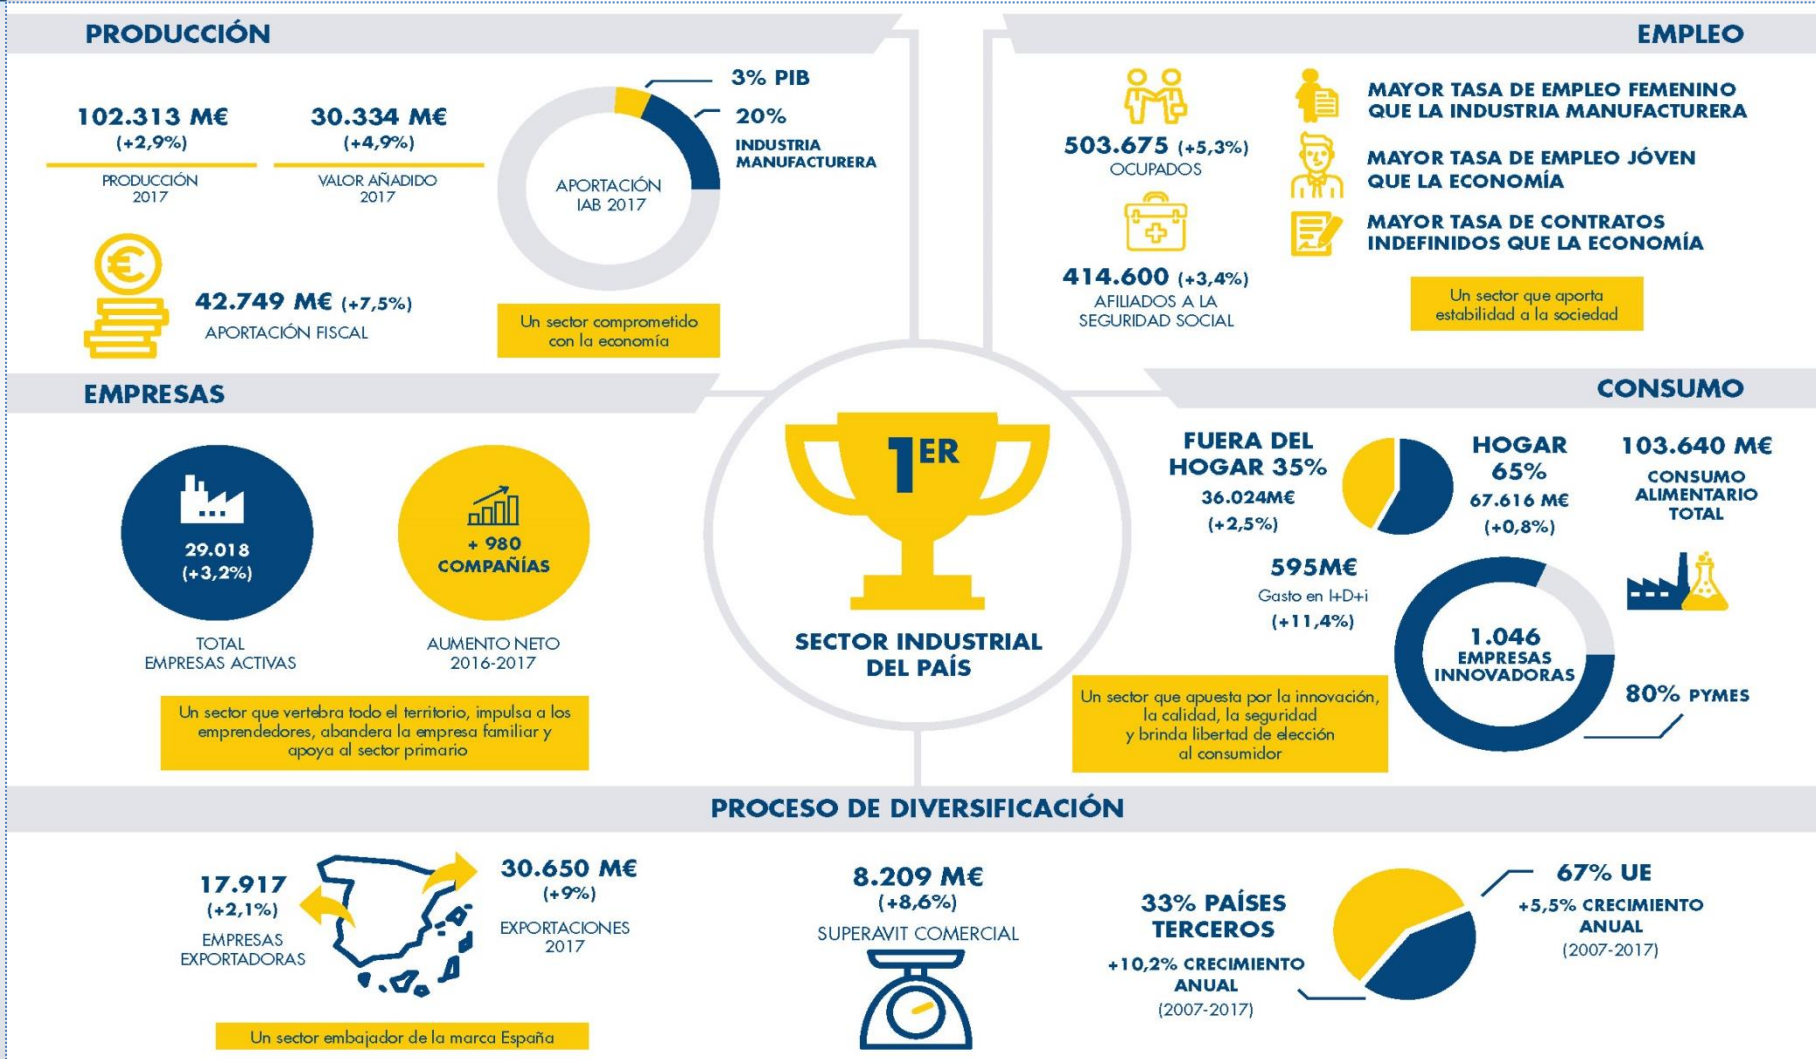 PRODUCCIÓN
102.313 M€
(+2,9%)
PRODUCCIÓN
2017
30.334 M€
(+4,9%)
VALOR AÑADIDO
2017
3% PIB
20%
INDUSTRIA
MANUFACTURERA
APORTACIÓN
IAB 2017
42.749 M€ (+7,5%)
APORTACIÓN FISCAL
Un sector comprometido
con la economía
EMPLEO
503.675 (+5,3%)
OCUPADOS
414.600 (+3,4%)
AFILIADOS A LA
SEGURIDAD SOCIAL
MAYOR TASA DE EMPLEO FEMENINO
QUE LA INDUSTRIA MANUFACTURERA
MAYOR TASA DE EMPLEO JÓVEN
QUE LA ECONOMÍA
MAYOR TASA DE CONTRATOS
INDEFINIDOS QUE LA ECONOMÍA
Un sector que aporta
estabilidad a la sociedad
EMPRESAS
29.018
(+3,2%)
TOTAL
EMPRESAS ACTIVAS
+ 980
COMPAÑÍAS
AUMENTO NETO
2016-2017
Un sector que vertebra todo el territorio, impulsa a los
emprendedores, abandera la empresa familiar y
apoya al sector primario
1ER
SECTOR INDUSTRIAL
DEL PAÍS
CONSUMO
FUERA DEL
HOGAR 35%
36.024M€
(+2,5%)
HOGAR
65%
67.616 M€
(+0,8%)
103.640 M€
CONSUMO
ALIMENTARIO
TOTAL
595M€
Gasto en I+D+i
(+11,4%)
1.046
EMPRESAS
INNOVADORAS
80% PYMES
Un sector que apuesta por la innovación,
la calidad, la seguridad
y brinda libertad de elección
al consumidor
PROCESO DE DIVERSIFICACIÓN
17.917
(+2,1%)
EMPRESAS
EXPORTADORAS
30.650 M€
(+9%)
EXPORTACIONES
2017
Un sector embajador de la marca España
8.209 M€
(+8,6%)
SUPERAVIT COMERCIAL
33% PAÍSES
TERCEROS
+10,2% CRECIMIENTO
ANUAL
(2007-2017)
67% UE
+5,5% CRECIMIENTO
ANUAL
(2007-2017)